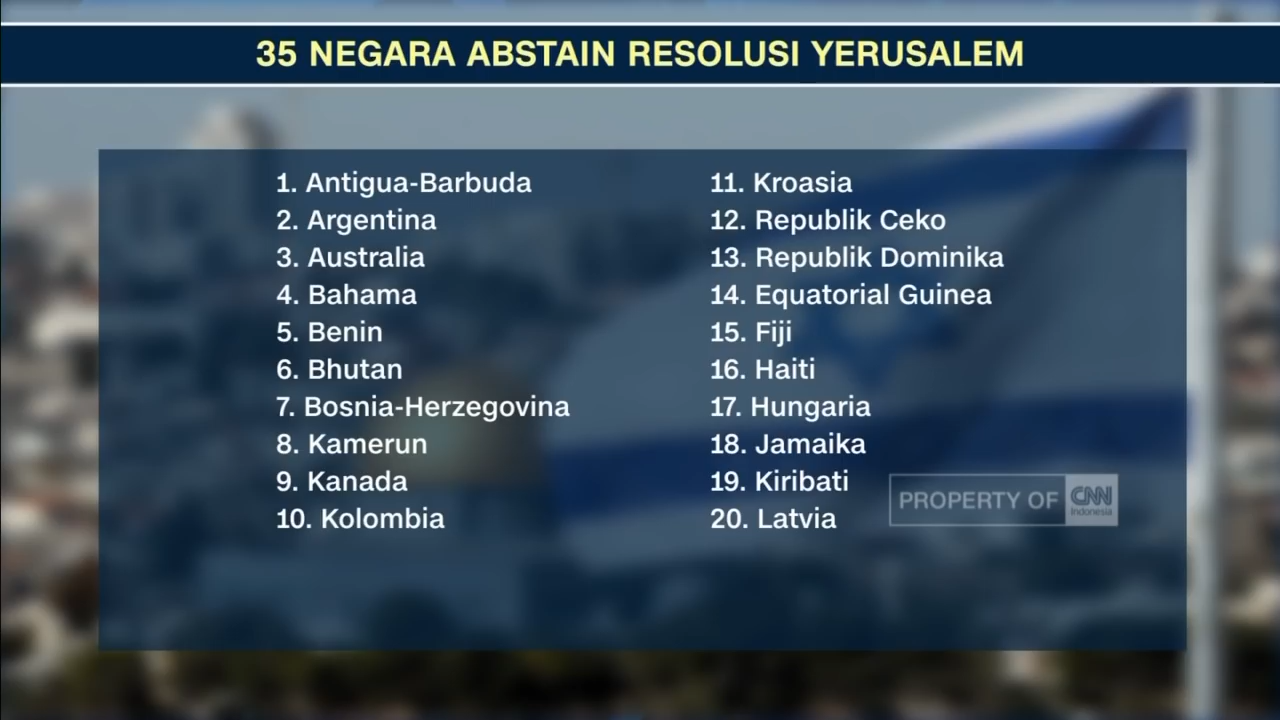 35 NEGARA ABSTAIN RESOLUSI YERUSALEM
1. Antigua-Barbuda
2. Argentina
3. Australia
4. Bahama
5. Benin
6. Bhutan
7. Bosnia-Herzegovina
8. Kamerun
9. Kanada
10. Kolombia
11. Kroasia
12. Republik Ceko
13. Republik Dominika
14. Equatorial Guinea
15. Fiji
16. Haiti
17. Hungaria
18. Jamaika
19. Kiribati
20. Latvia
PROPERTY OF CNN Indonesia